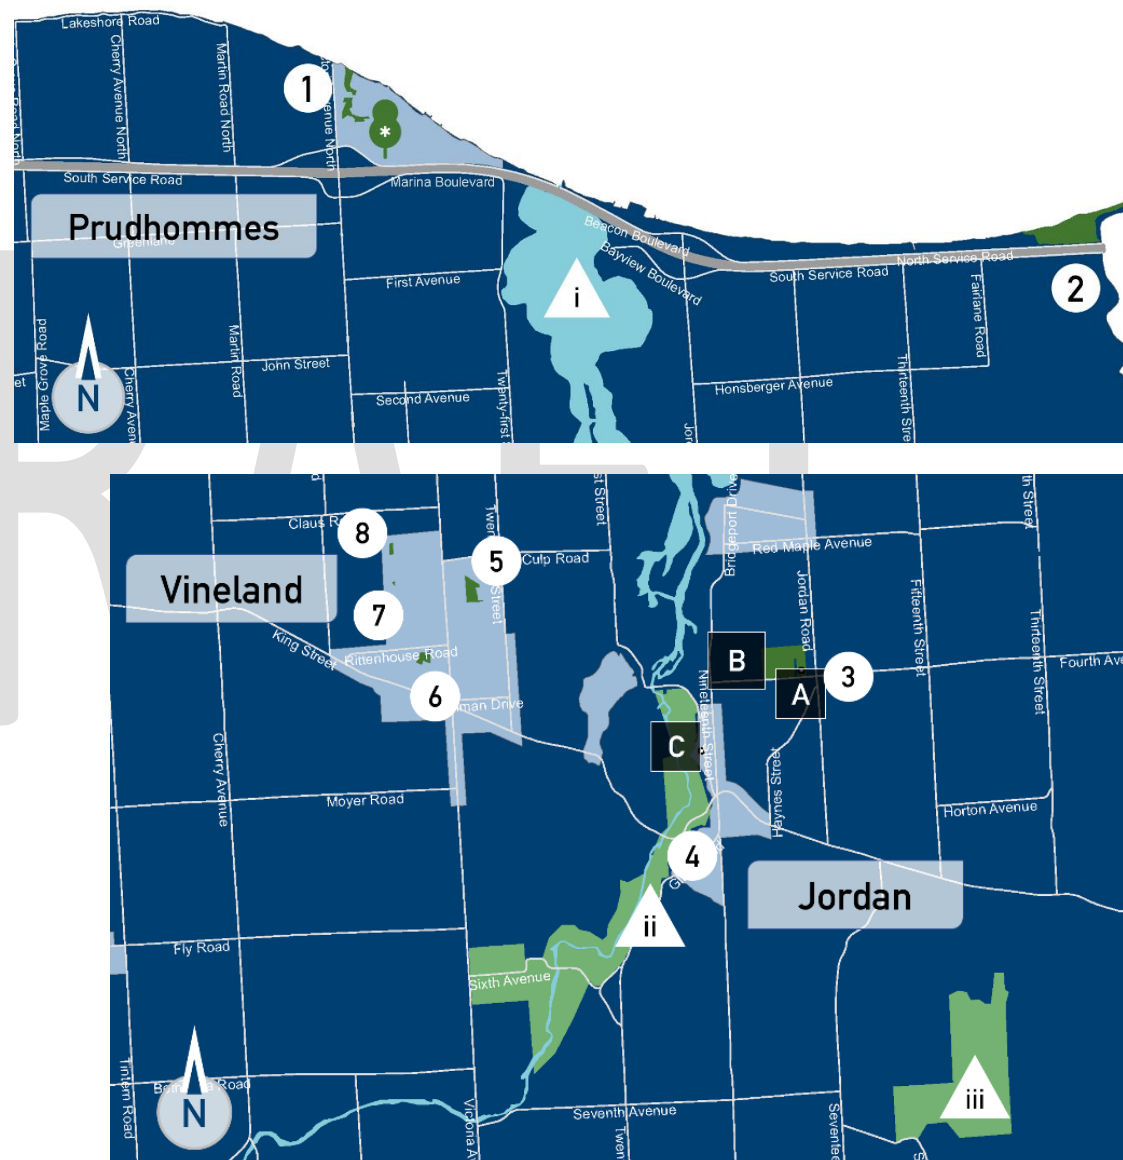 Lakeshore Road
Cherry Avenue North
Martin Road North
1
*
South Service Road
Marina Boulevard
Prudhommes
Greenlane
Beacon Boulevard
Bayview Boulevard
First Avenue
i
South Service Road
North Service Road
2
Fairlane Road
Maple Grove Road
Martin Road
John Street
N
Second Avenue
Honsberger Avenue
8
5
Culp Road
Vineland
7
King Street
Rittenhouse Road
6
Bridgeport Drive
Red Maple Avenue
Jordan Road
Fifteenth Street
Thirteenth Street
B
A
3
C
Nineteenth Street
Cherry Avenue
Moyer Road
Haynes Street
Horton Avenue
4
Jordan
ii
Fly Road
Sixth Avenue
iii
N
Tintern Road
Seventh Avenue